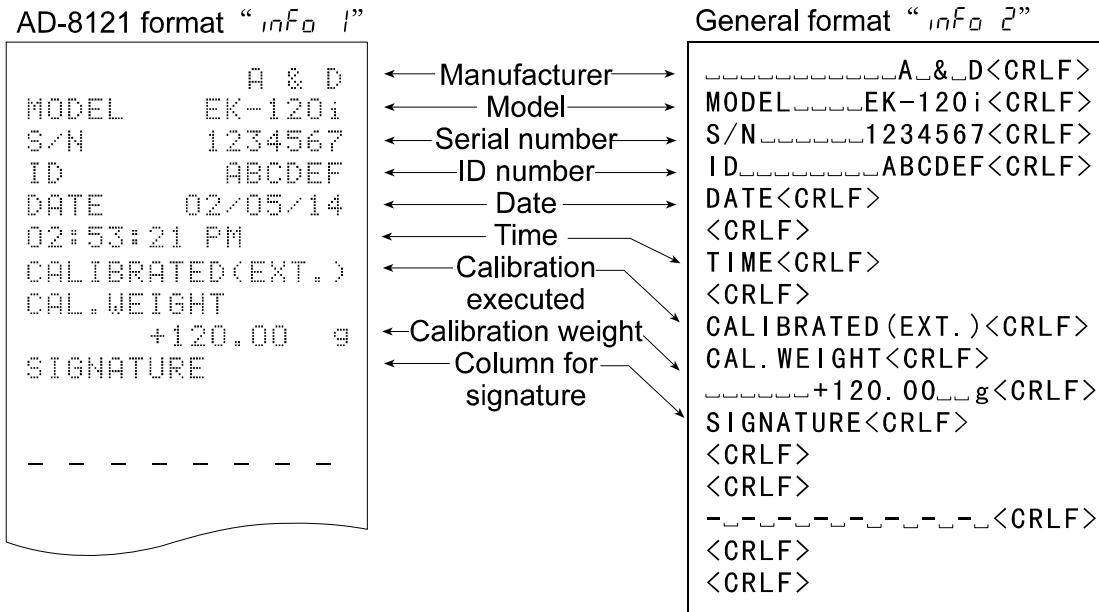 AD-8121 format “info 1”
A & D
MODEL EK-120i
S/N 1234567
ID ABCDEF
DATE 02/05/14
02:53:21 PM
CALIBRATED(EXT.)
CAL.WEIGHT
+120.00 g
SIGNATURE
_ _ _ _ _ _ _ _
Manufacturer
Model
Serial number
ID number
Date
Time
Calibration
executed
Calibration weight
Column for
signature
General format “info 2”
␣␣␣␣␣␣␣␣␣␣␣A␣&␣D<CRLF>
MODEL␣␣␣␣EK-120i<CRLF>
S/N␣␣␣␣␣␣1234567<CRLF>
ID␣␣␣␣␣␣␣␣ABCDEF<CRLF>
DATE<CRLF>
<CRLF>
TIME<CRLF>
<CRLF>
CALIBRATED(EXT.)<CRLF>
CAL.WEIGHT<CRLF>
␣␣␣␣␣␣+120.00␣␣g<CRLF>
SIGNATURE<CRLF>
<CRLF>
<CRLF>
-␣-␣-␣-␣-␣-␣-␣-␣<CRLF>
<CRLF>
<CRLF>